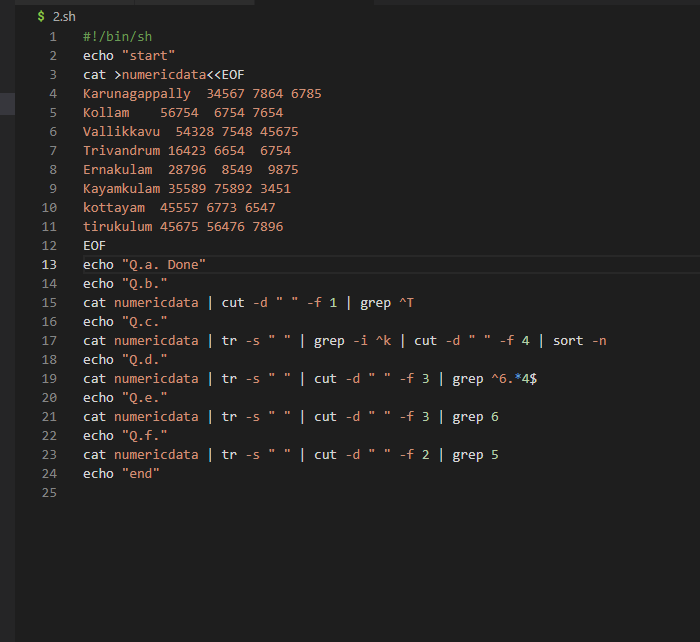 $ 2.sh
1 #!/bin/sh
2 echo "start"
3 cat >numericdata<<EOF
4 Karunagappally  34567 7864 6785
5 Kollam    56754  6754 7654
6 Vallikkavu  54328 7548 45675
7 Trivandrum 16423 6654  6754
8 Ernakulam  28796  8549  9875
9 Kayamkulam 35589 75892 3451
10 kottayam  45557 6773 6547
11 tirukulum 45675 56476 7896
12 EOF
13 echo "Q.a. Done"
14 echo "Q.b."
15 cat numericdata | cut -d " " -f 1 | grep ^T
16 echo "Q.c."
17 cat numericdata | tr -s " " | grep -i ^k | cut -d " " -f 4 | sort -n
18 echo "Q.d."
19 cat numericdata | tr -s " " | cut -d " " -f 3 | grep ^6.*4$
20 echo "Q.e."
21 cat numericdata | tr -s " " | cut -d " " -f 3 | grep 6
22 echo "Q.f."
23 cat numericdata | tr -s " " | cut -d " " -f 2 | grep 5
24 echo "end"
25